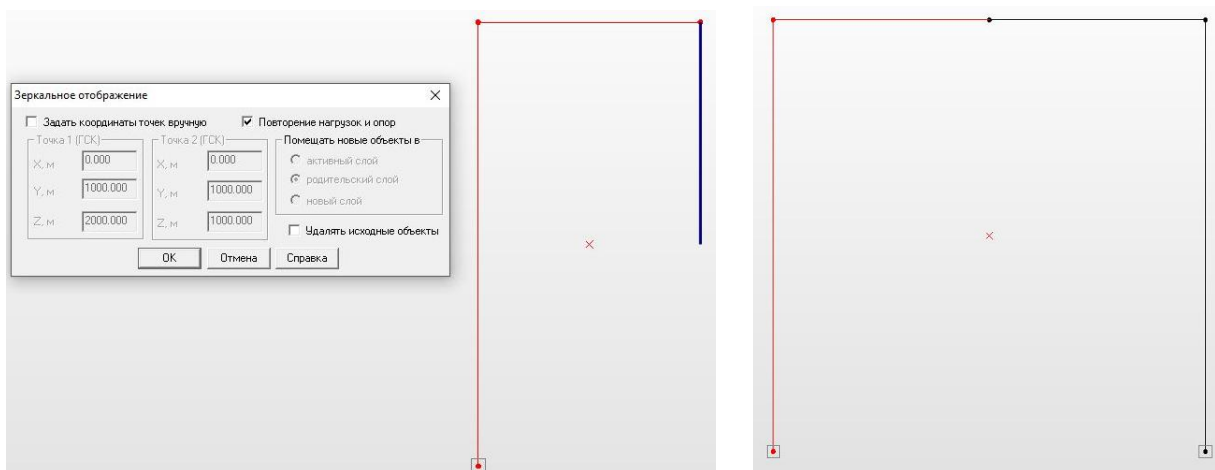 Зеркальное отображение
Задать координаты точек вручную
Повторение нагрузок и опор
Точка 1 (ГСК)
X, м 0.000
Y, м 1000.000
Z, м 2000.000
Точка 2 (ГСК)
X, м 0.000
Y, м 1000.000
Z, м 1000.000
Помещать новые объекты в
активный слой
родительский слой
новый слой
Удалять исходные объекты
OK Отмена Справка